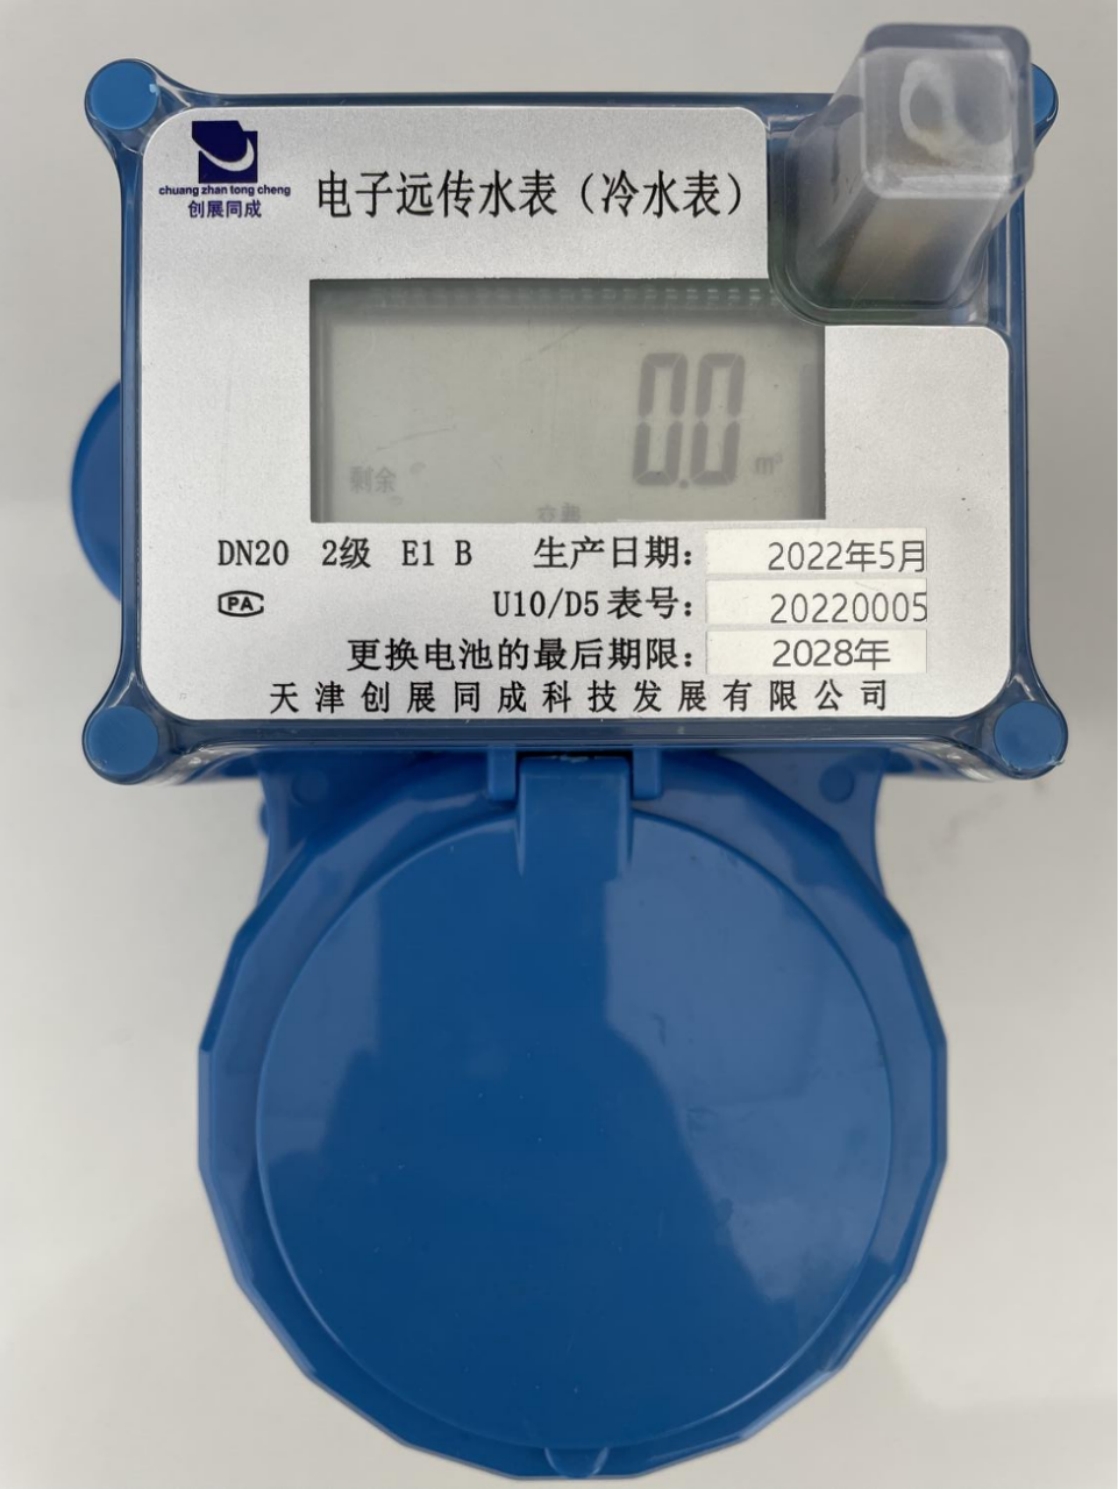 chuang zhan tong cheng
创展同成
电子远传水表（冷水表）
0.0 m³
剩余
DN20 2级 E1 B 生产日期： 2022年5月
PA U10/D5 表号： 20220005
更换电池的最后期限： 2028年
天津创展同成科技发展有限公司